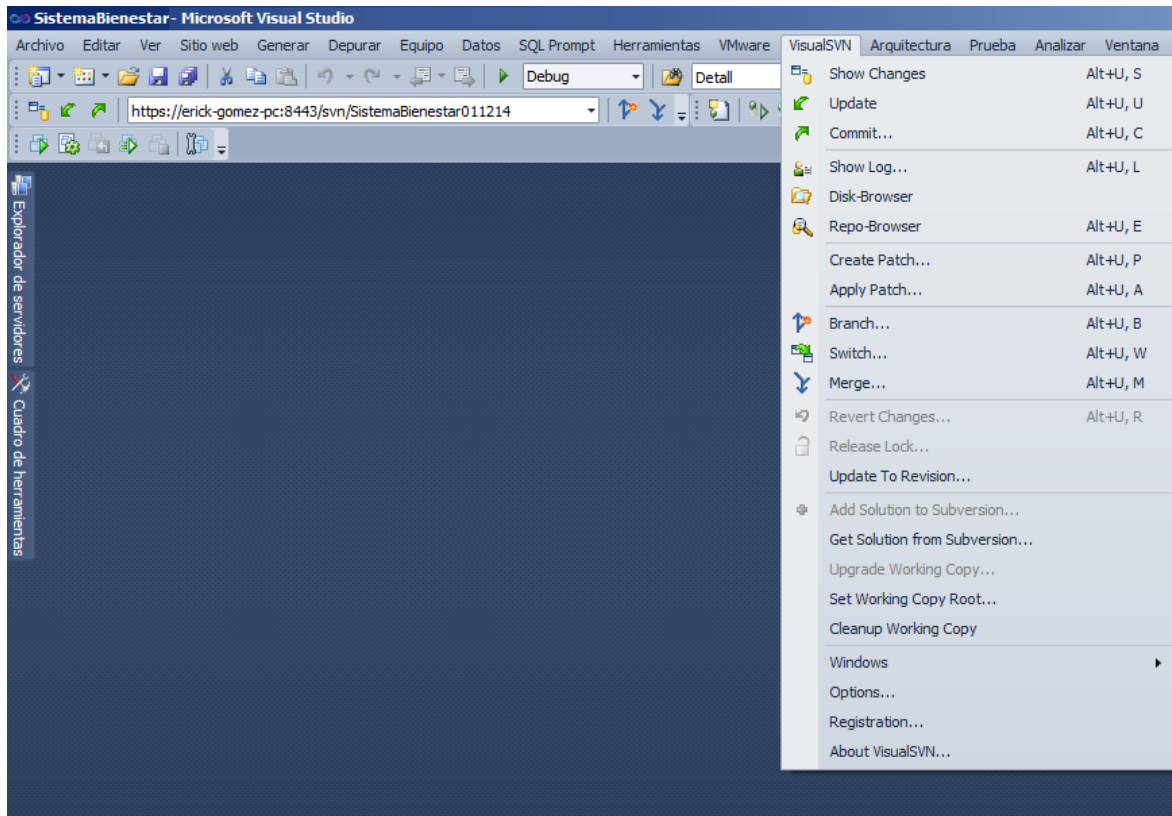 SistemaBienestar- Microsoft Visual Studio
Archivo Editar Ver Sitio web Generar Depurar Equipo Datos SQL Prompt Herramientas VMware VisualSVN Arquitectura Prueba Analizar Ventana
Debug Detall
https://erick-gomez-pc:8443/svn/SistemaBienestar011214
Explorador de servidores
Cuadro de herramientas
Show Changes Alt+U, S
Update Alt+U, U
Commit... Alt+U, C
Show Log... Alt+U, L
Disk-Browser
Repo-Browser Alt+U, E
Create Patch... Alt+U, P
Apply Patch... Alt+U, A
Branch... Alt+U, B
Switch... Alt+U, W
Merge... Alt+U, M
Revert Changes... Alt+U, R
Release Lock...
Update To Revision...
Add Solution to Subversion...
Get Solution from Subversion...
Upgrade Working Copy...
Set Working Copy Root...
Cleanup Working Copy
Windows
Options...
Registration...
About VisualSVN...